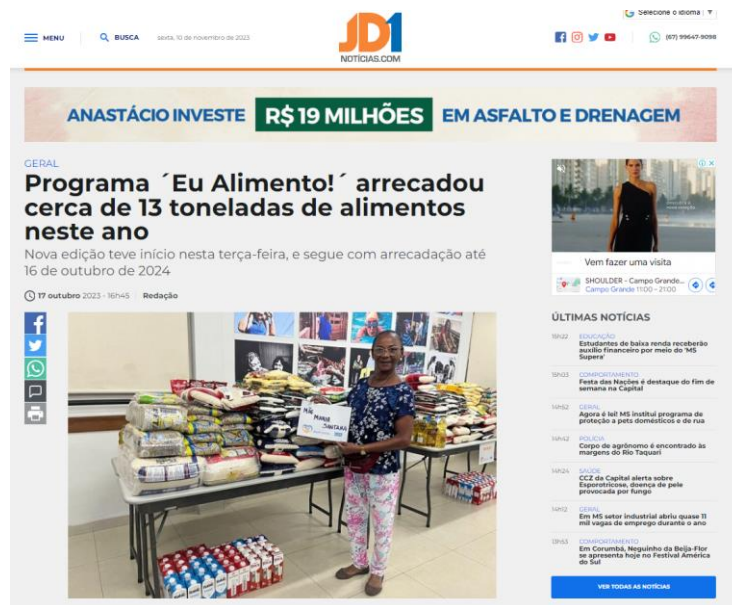 Selecione o idioma ▼
MENU
BUSCA
sexta, 10 de novembro de 2023
JD1
NOTÍCIAS.COM
(67) 99647-9098
ANASTÁCIO INVESTE R$ 19 MILHÕES EM ASFALTO E DRENAGEM
GERAL
Programa ´Eu Alimento!´ arrecadou
cerca de 13 toneladas de alimentos
neste ano
Nova edição teve início nesta terça-feira, e segue com arrecadação até
16 de outubro de 2024
17 outubro 2023 - 16h45 Redação
MARIA
SANTANA
Vem fazer uma visita
SHOULDER - Campo Grande...
Campo Grande 11:00 - 21:00
ÚLTIMAS NOTÍCIAS
EDUCAÇÃO
Estudantes de baixa renda receberão
auxílio financeiro por meio do 'MS
Supera'
15h03 COMPORTAMENTO
Festa das Nações é destaque do fim de
semana na Capital
14h52 GERAL
Agora é lei! MS institui programa de
proteção a pets domésticos e de rua
14h42 POLÍCIA
Corpo de agrônomo é encontrado às
margens do Rio Taquari
14h24 SAÚDE
CCZ da Capital alerta sobre
Esporotricose, doença de pele
provocada por fungo
14h12 GERAL
Em MS setor industrial abriu quase 11
mil vagas de emprego durante o ano
13h53 COMPORTAMENTO
Em Corumbá, Neguinho da Beija-Flor
se apresenta hoje no Festival América
do Sul
VER TODAS AS NOTÍCIAS